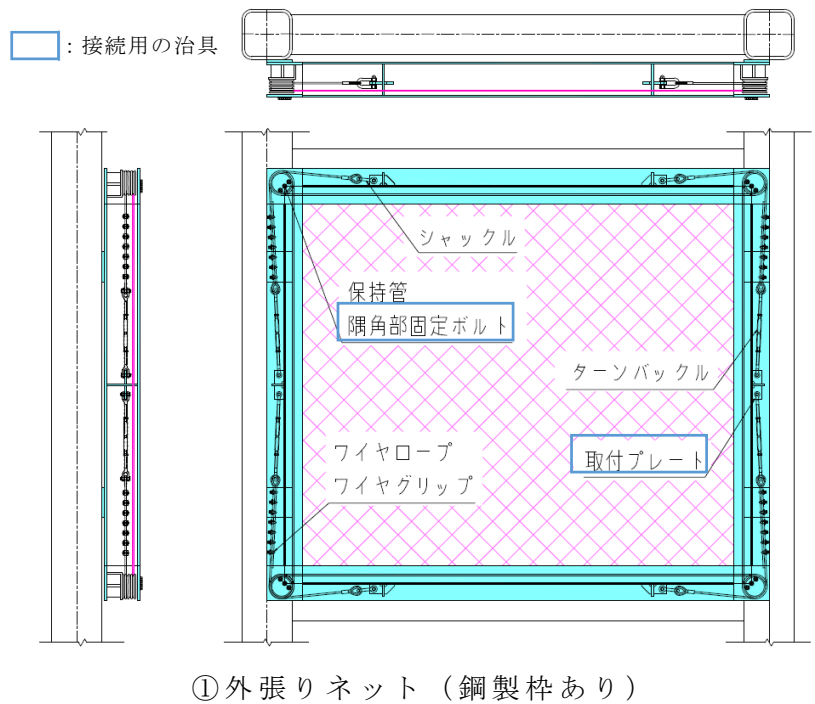 ：接続用の治具
シャックル
保持管
隅角部固定ボルト
ターンバックル
取付プレート
ワイヤロープ
ワイヤグリップ
①外張りネット（鋼製枠あり）